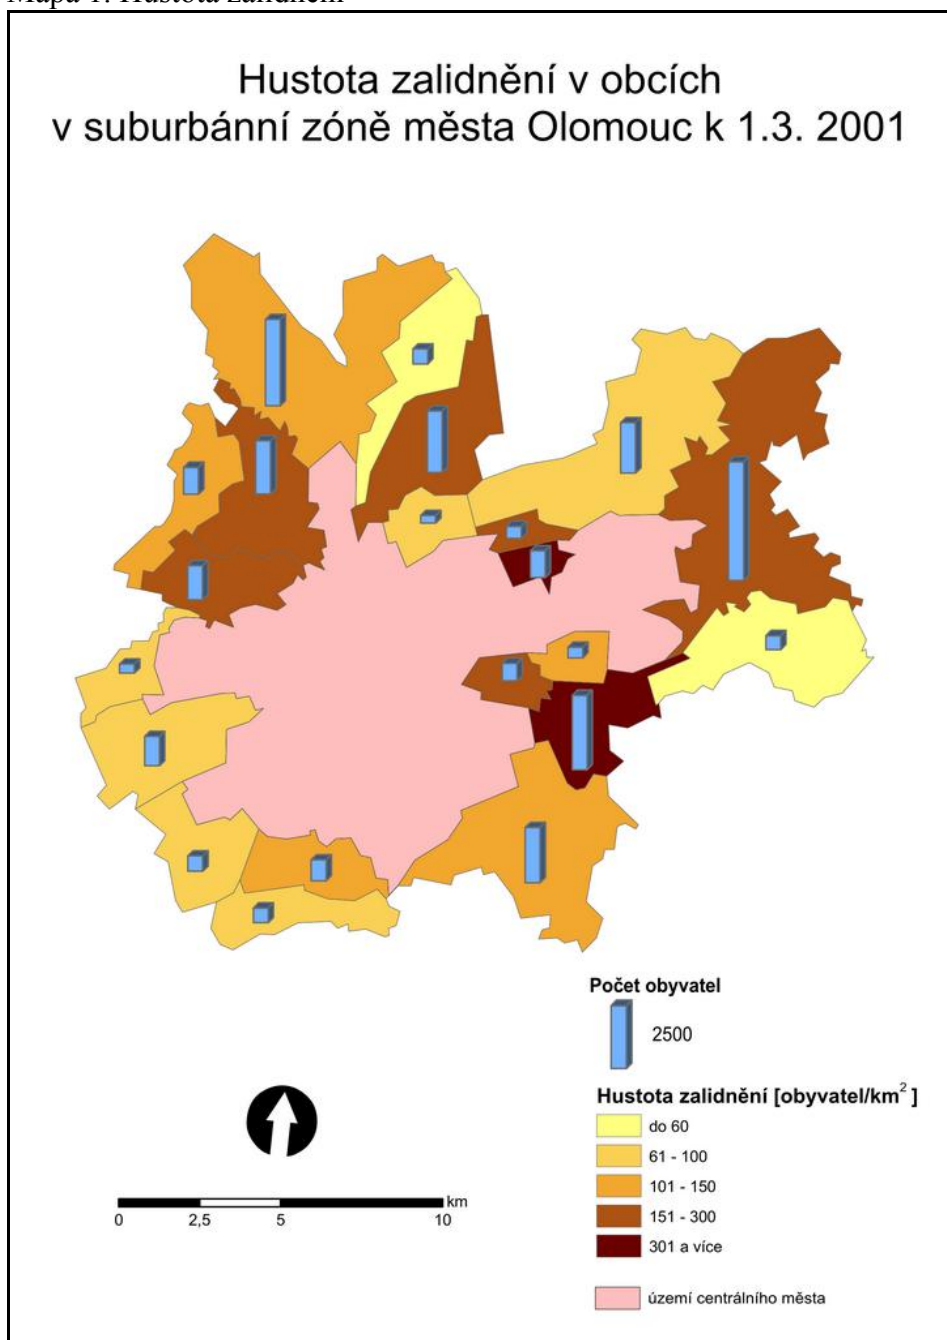 Mapa 1: Hustota zalidnění
Hustota zalidnění v obcích
v suburbánní zóně města Olomouc k 1.3. 2001
Počet obyvatel
2500
Hustota zalidnění [obyvatel/km²]
do 60
61 - 100
101 - 150
151 - 300
301 a více
území centrálního města
km
0 2,5 5 10